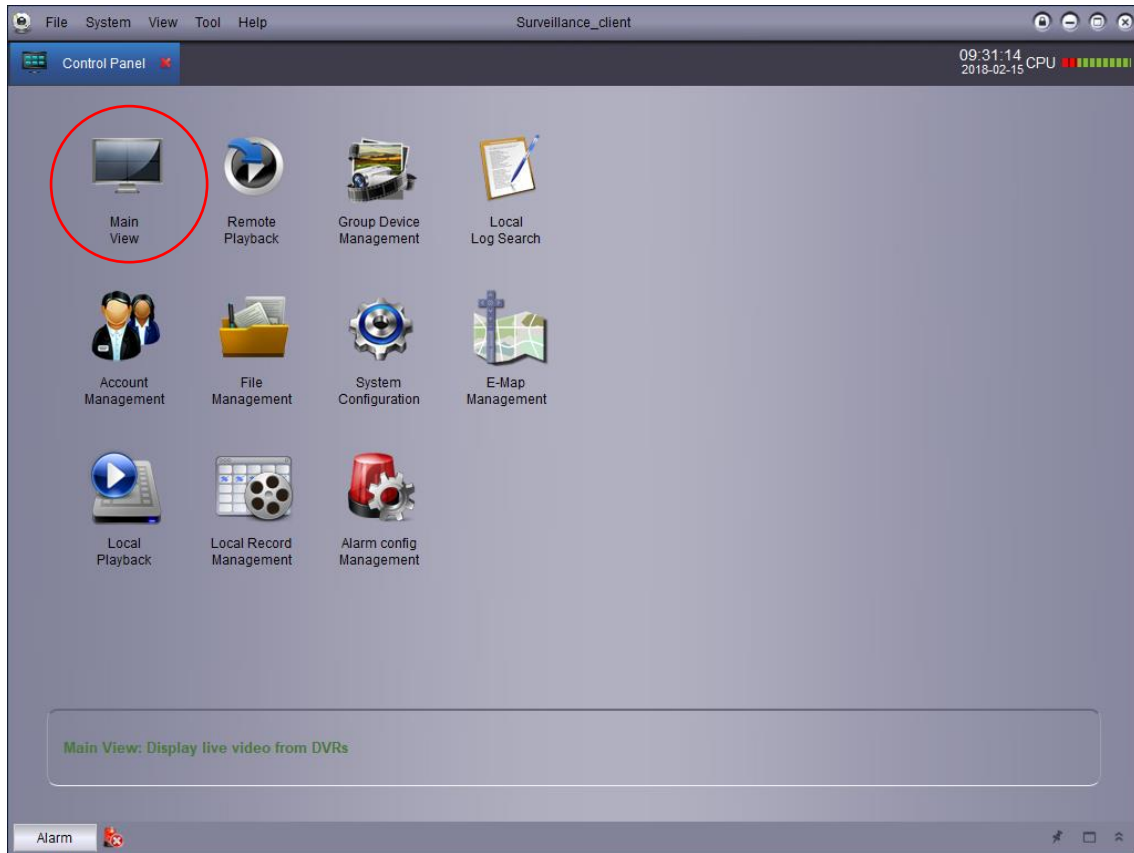 File System View Tool Help Surveillance_client
Control Panel 09:31:14 CPU
2018-02-15
Main Remote Group Device Local
View Playback Management Log Search
Account File System E-Map
Management Management Configuration Management
Local Local Record Alarm config
Playback Management Management
Main View: Display live video from DVRs
Alarm